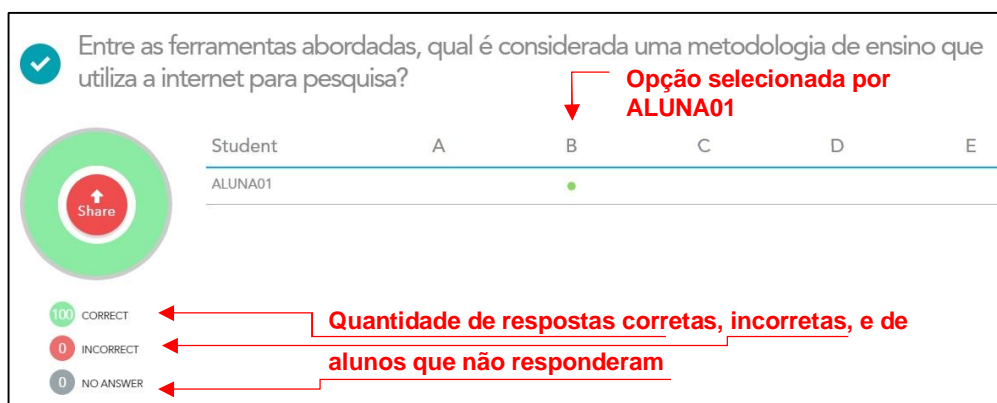 Entre as ferramentas abordadas, qual é considerada uma metodologia de ensino que
utiliza a internet para pesquisa?
Opção selecionada por
ALUNA01
Student A B C D E
ALUNA01
Share
100 CORRECT
0 INCORRECT
0 NO ANSWER
Quantidade de respostas corretas, incorretas, e de
alunos que não responderam